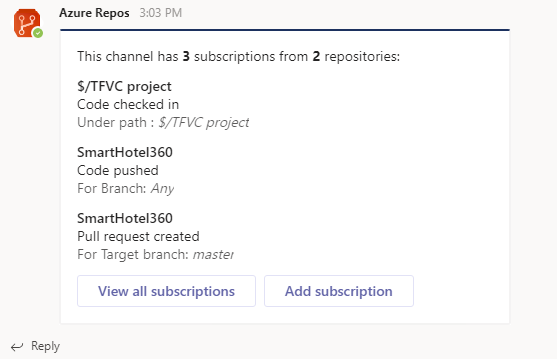 Azure Repos 3:03 PM
This channel has 3 subscriptions from 2 repositories:
$/TFVC project
Code checked in
Under path : $/TFVC project
SmartHotel360
Code pushed
For Branch: Any
SmartHotel360
Pull request created
For Target branch: master
View all subscriptions Add subscription
Reply